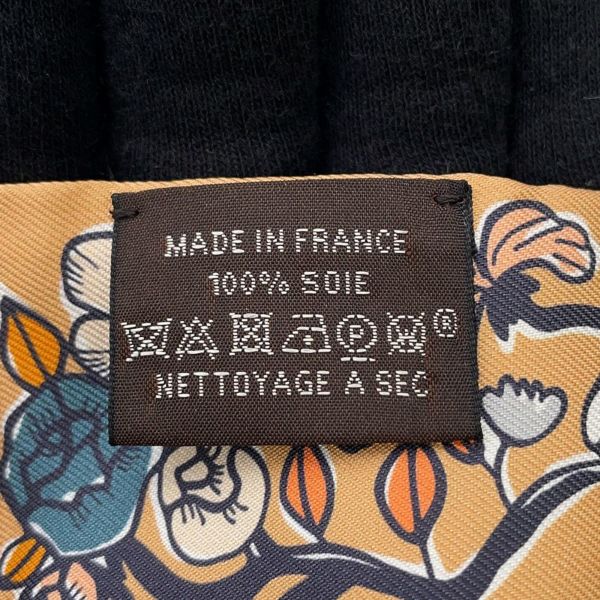 MADE IN FRANCE
100% SOIE
P W ®
NETTOYAGE A SEC